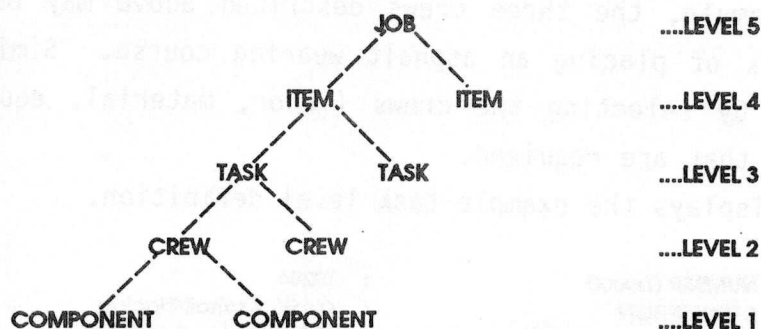 JOB ....LEVEL 5
ITEM ITEM ....LEVEL 4
TASK TASK ....LEVEL 3
CREW CREW ....LEVEL 2
COMPONENT COMPONENT ....LEVEL 1